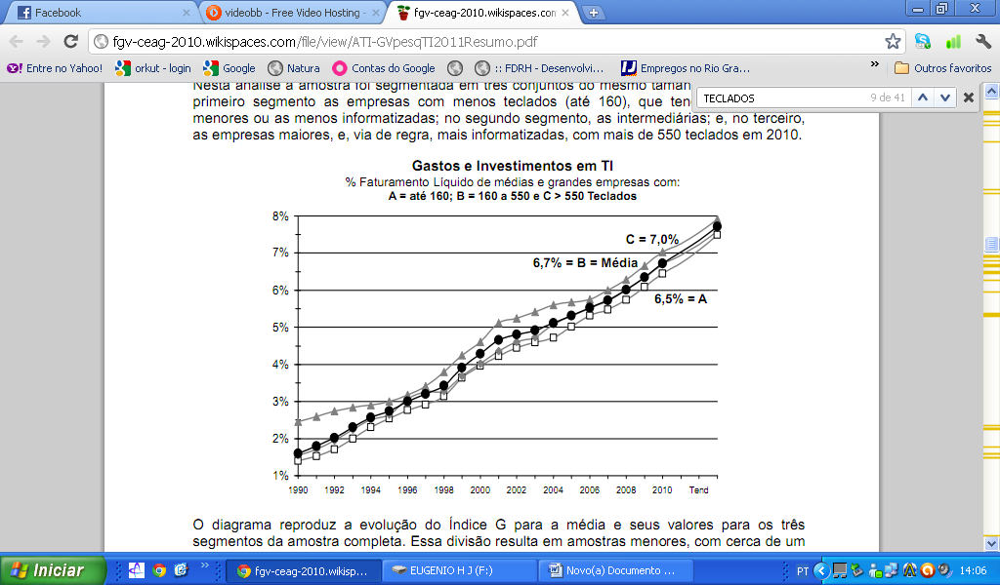 Facebook
videobb - Free Video Hosting -
fgv-ceag-2010.wikispaces.com
fgv-ceag-2010.wikispaces.com/file/view/ATI-GVpesqTI2011Resumo.pdf
Entre no Yahoo!
orkut - login
Google
Natura
Contas do Google
:: FDRH - Desenvolvi...
Empregos no Rio Gra...
»
Outros favoritos
TECLADOS
9 de 41
Nesta análise a amostra foi segmentada em três conjuntos do mesmo taman
primeiro segmento as empresas com menos teclados (até 160), que ten
menores ou as menos informatizadas; no segundo segmento, as intermediárias; e, no terceiro,
as empresas maiores, e, via de regra, mais informatizadas, com mais de 550 teclados em 2010.
Gastos e Investimentos em TI
% Faturamento Líquido de médias e grandes empresas com:
A = até 160; B = 160 a 550 e C > 550 Teclados
8%
C = 7,0%
7%
6,7% = B = Média
6%
6,5% = A
5%
4%
3%
2%
1%
1990 1992 1994 1996 1998 2000 2002 2004 2006 2008 2010 Tend
O diagrama reproduz a evolução do Índice G para a média e seus valores para os três
segmentos da amostra completa. Essa divisão resulta em amostras menores, com cerca de um
Iniciar
»
fgv-ceag-2010.wikisp...
EUGENIO H J (F:)
Novo(a) Documento ...
PT
14:06